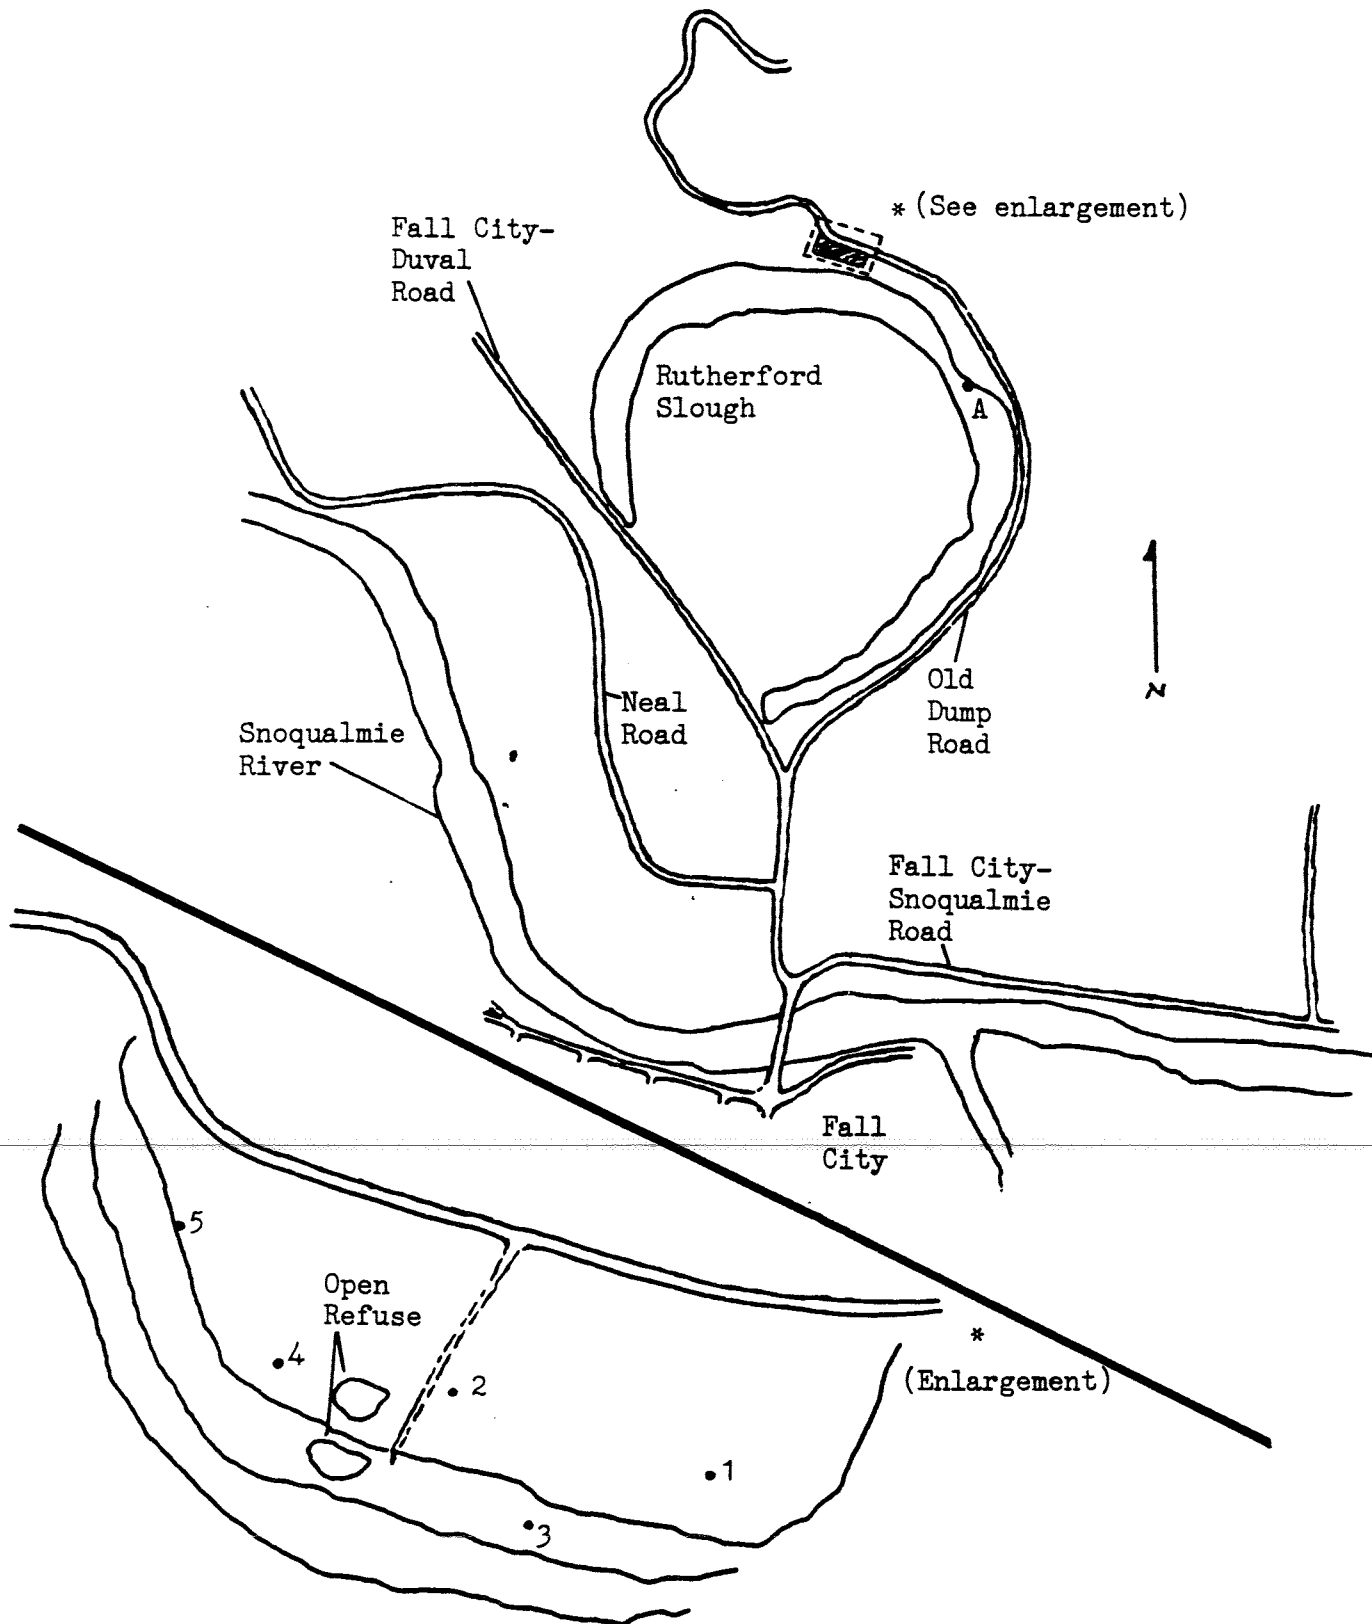 * (See enlargement)
Fall City-
Duval
Road
Rutherford
Slough
A
N
Old
Dump
Road
Neal
Road
Snoqualmie
River
Fall City-
Snoqualmie
Road
Fall
City
5
Open
Refuse
4
2
*
(Enlargement)
1
3